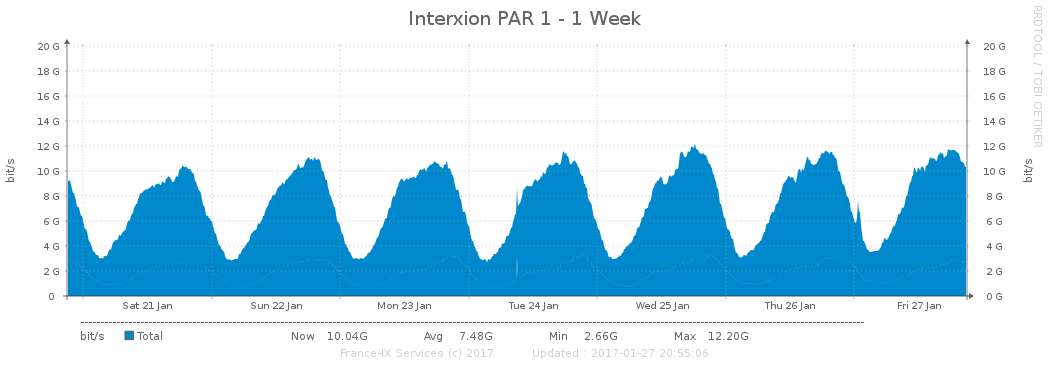 Interxion PAR 1 - 1 Week
RRDTOOL / TOBI OETIKER
bit/s
20 G 20 G
18 G 18 G
16 G 16 G
14 G 14 G
12 G 12 G
10 G 10 G
8 G 8 G
6 G 6 G
4 G 4 G
2 G 2 G
0 0 G
bit/s
Sat 21 Jan Sun 22 Jan Mon 23 Jan Tue 24 Jan Wed 25 Jan Thu 26 Jan Fri 27 Jan
bit/s Total Now 10.04G Avg 7.48G Min 2.66G Max 12.20G
France-IX Services (c) 2017 Updated : 2017-01-27 20:55:06